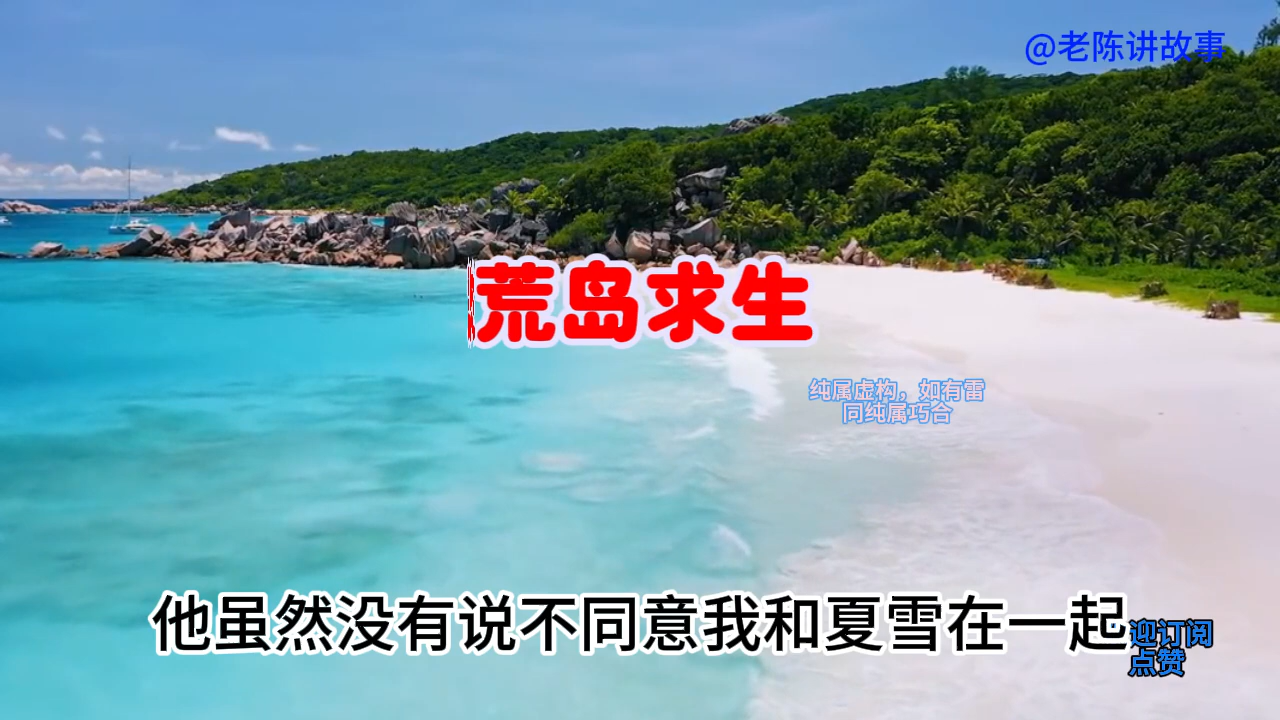 @老陈讲故事
荒岛求生
纯属虚构，如有雷
同纯属巧合
他虽然没有说不同意我和夏雪在一起
迎订阅
点赞